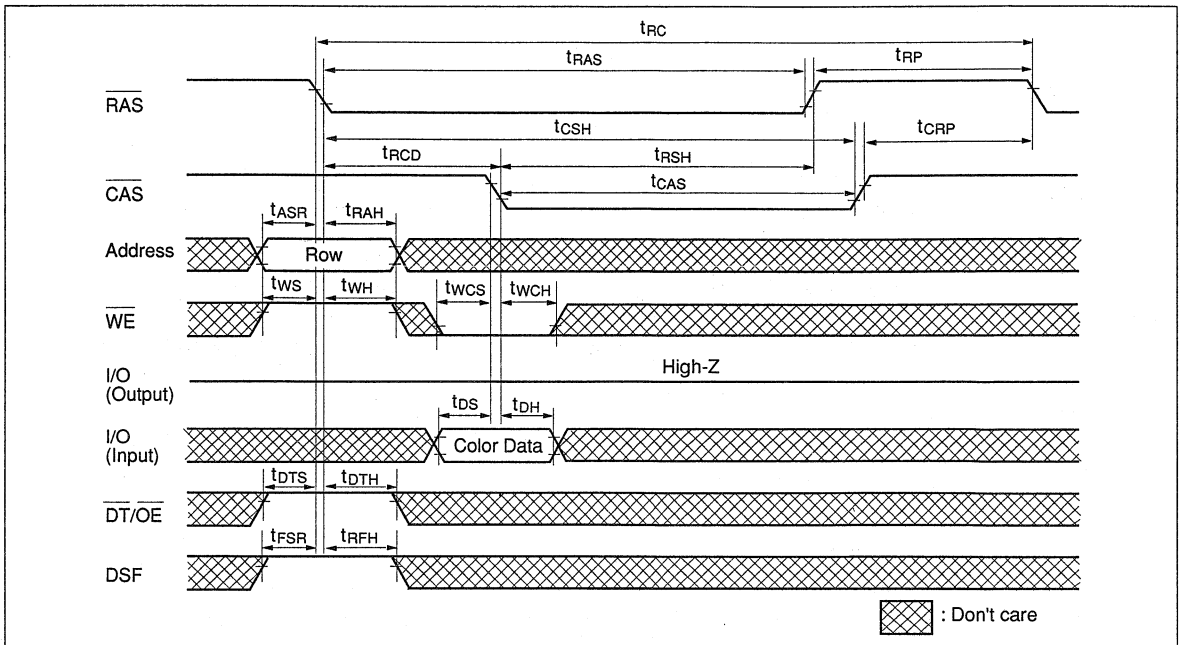 tRC
tRAS
tRP
RAS
tCSH
tCRP
tRCD
tRSH
CAS
tCAS
tASR
tRAH
Address
Row
tWS
tWH
tWCS
tWCH
WE
High-Z
I/O
(Output)
tDS
tDH
I/O
(Input)
Color Data
tDTS
tDTH
DT/OE
tFSR
tRFH
DSF
: Don't care